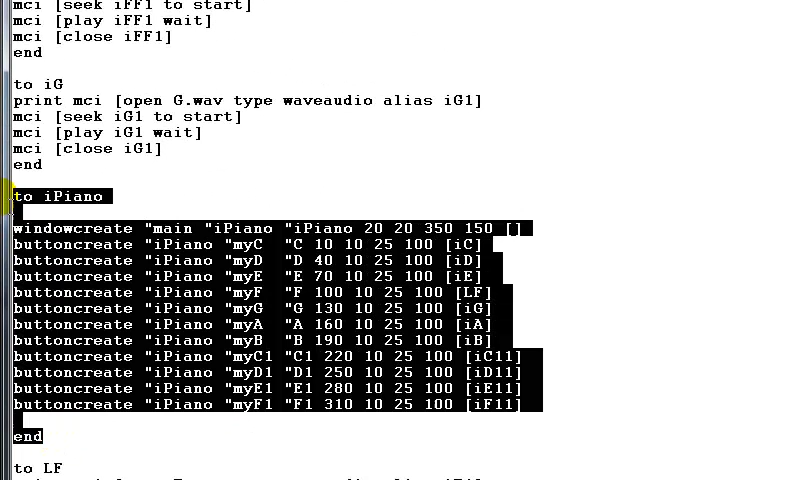 mci [seek iFF1 to start]
mci [play iFF1 wait]
mci [close iFF1]
end
to iG
print mci [open G.wav type waveaudio alias iG1]
mci [seek iG1 to start]
mci [play iG1 wait]
mci [close iG1]
end
to iPiano
windowcreate "main "iPiano "iPiano 20 20 350 150 []
buttoncreate "iPiano "myC "C 10 10 25 100 [iC]
buttoncreate "iPiano "myD "D 40 10 25 100 [iD]
buttoncreate "iPiano "myE "E 70 10 25 100 [iE]
buttoncreate "iPiano "myF "F 100 10 25 100 [LF]
buttoncreate "iPiano "myG "G 130 10 25 100 [iG]
buttoncreate "iPiano "myA "A 160 10 25 100 [iA]
buttoncreate "iPiano "myB "B 190 10 25 100 [iB]
buttoncreate "iPiano "myC1 "C1 220 10 25 100 [iC11]
buttoncreate "iPiano "myD1 "D1 250 10 25 100 [iD11]
buttoncreate "iPiano "myE1 "E1 280 10 25 100 [iE11]
buttoncreate "iPiano "myF1 "F1 310 10 25 100 [iF11]
end
to LF